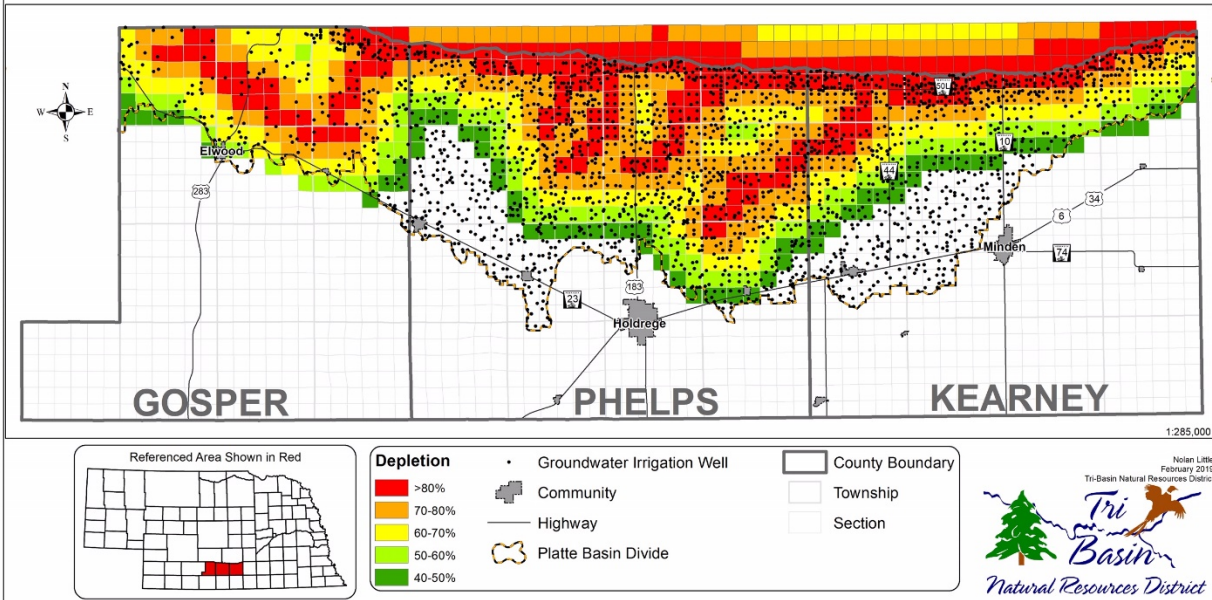 N
W E
S
Elwood
283
50L
10
44
6
34
Minden
74
183
23
Holdrege
GOSPER
PHELPS
KEARNEY
1:285,000
Referenced Area Shown in Red
Depletion
>80%
70-80%
60-70%
50-60%
40-50%
Groundwater Irrigation Well
Community
Highway
Platte Basin Divide
County Boundary
Township
Section
Nolan Little
February 2019
Tri-Basin Natural Resources District
Tri
Basin
Natural Resources District